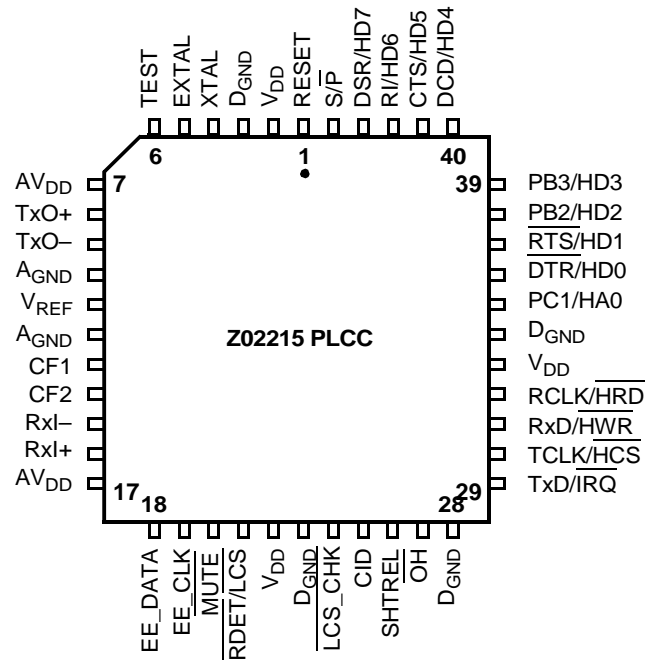 TEST
EXTAL
XTAL
DGND
VDD
RESET
S/P
DSR/HD7
RI/HD6
CTS/HD5
DCD/HD4
6
1
40
AVDD
7
39
PB3/HD3
TxO+
PB2/HD2
TxO–
RTS/HD1
AGND
DTR/HD0
VREF
PC1/HA0
AGND
Z02215 PLCC
DGND
CF1
VDD
CF2
RCLK/HRD
RxI–
RxD/HWR
RxI+
TCLK/HCS
AVDD
17
29
TxD/IRQ
18
28
EE_DATA
EE_CLK
MUTE
RDET/LCS
VDD
DGND
LCS_CHK
CID
SHTREL
OH
DGND